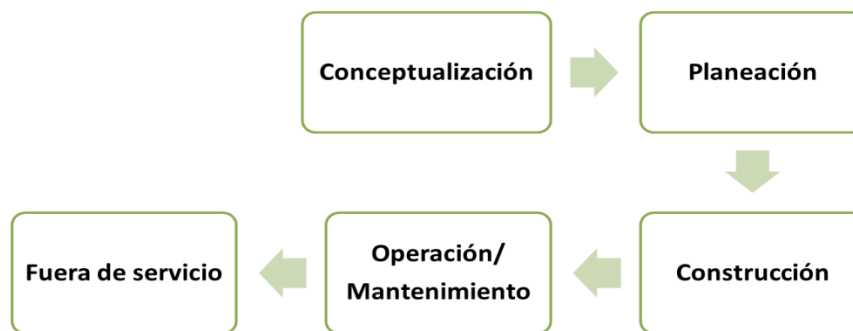 Conceptualización
Planeación
Construcción
Operación/
Mantenimiento
Fuera de servicio